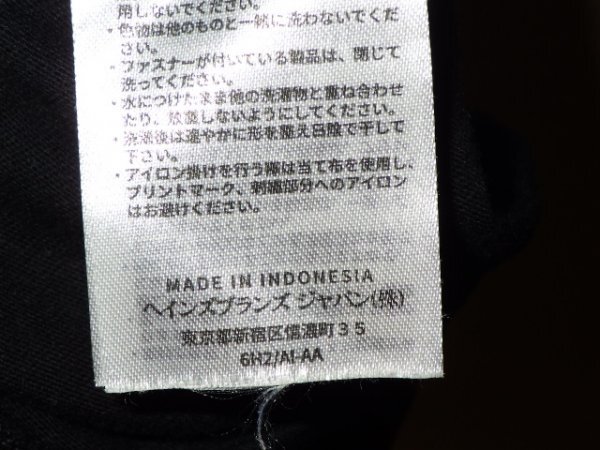 用しないでください。
・色物は他のものと一緒に洗わないでくだ
さい。
・ファスナーが付いている製品は、閉じて
洗ってください。
・水につけたまま他の洗濯物と重ね合わせ
たり、放置しないようにしてください。
・洗濯後は速やかに形を整え日陰で干して
下さい。
・アイロン掛けを行う際は当て布を使用し、
プリントマーク、刺繍部分へのアイロン
はお避けください。
MADE IN INDONESIA
ヘインズブランズ ジャパン(株)
東京都新宿区信濃町35
6H2/AI-AA